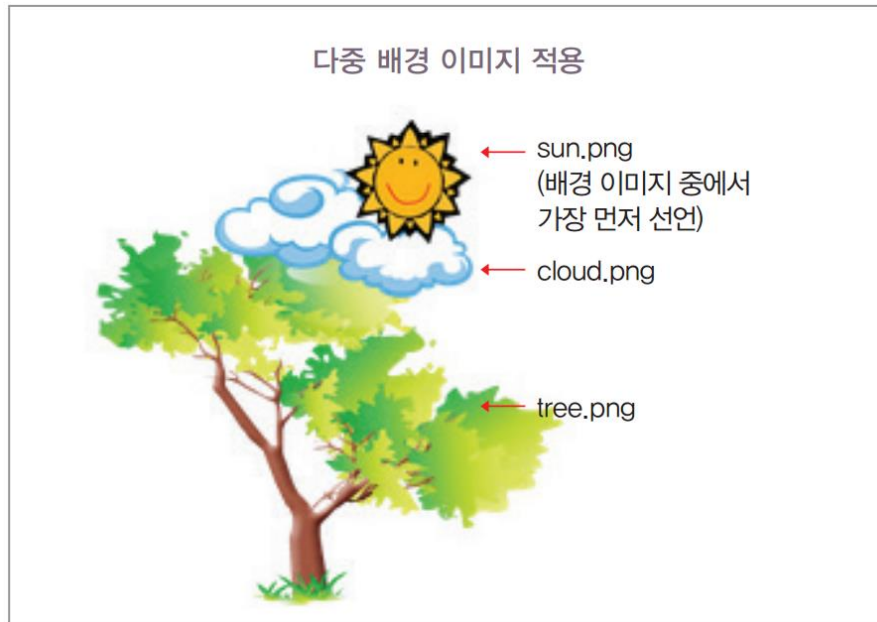 다중 배경 이미지 적용
sun.png
(배경 이미지 중에서
가장 먼저 선언)
cloud.png
tree.png